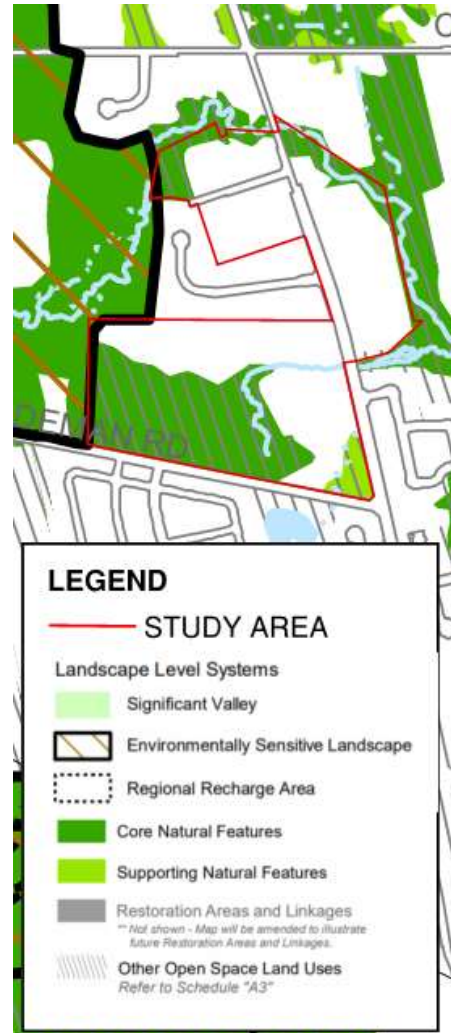 LEGEND
STUDY AREA
Landscape Level Systems
Significant Valley
Environmentally Sensitive Landscape
Regional Recharge Area
Core Natural Features
Supporting Natural Features
Restoration Areas and Linkages
** Not shown - Map will be amended to illustrate
future Restoration Areas and Linkages.
Other Open Space Land Uses
Refer to Schedule "A3"